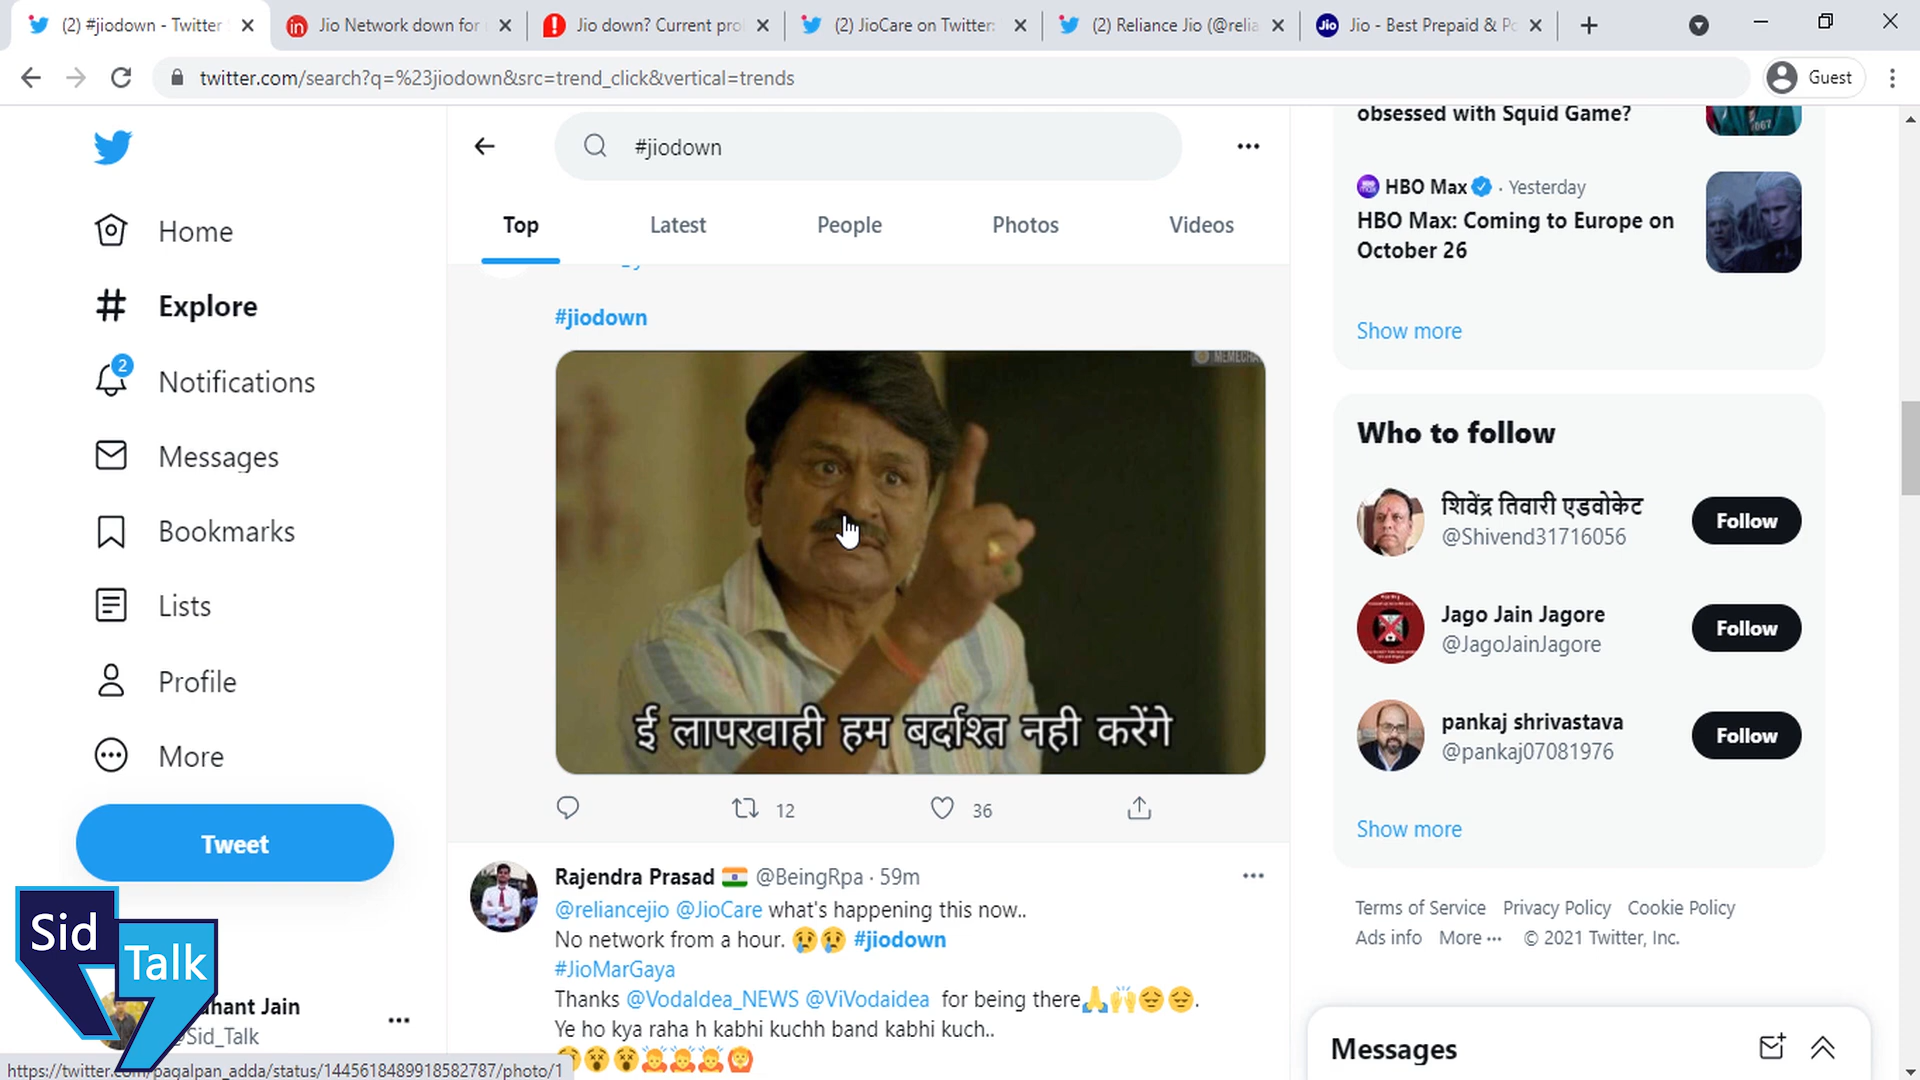 (2) #jiodown - Twitter
Jio Network down for
Jio down? Current pro
(2) JioCare on Twitter:
(2) Reliance Jio (@relia
Jio
Jio - Best Prepaid & Po
twitter.com/search?q=%23jiodown&src=trend_click&vertical=trends
Guest
#jiodown
Top
Latest
People
Photos
Videos
Home
Explore
2
Notifications
Messages
Bookmarks
Lists
Profile
More
Tweet
Sid
Talk
hant Jain
@Sid_Talk
https://twitter.com/pagalpan_adda/status/1445618489918582787/photo/1
#jiodown
MEMECHA
ई लापरवाही हम बर्दाश्त नही करेंगे
12
36
Rajendra Prasad 🇮🇳 @BeingRpa · 59m
@reliancejio @JioCare what's happening this now..
No network from a hour. 😢😢 #jiodown
#JioMarGaya
Thanks @VodaIdea_NEWS @ViVodaidea for being there🙏🙌😔😔.
Ye ho kya raha h kabhi kuchh band kabhi kuch..
obsessed with Squid Game?
HBO Max · Yesterday
HBO Max: Coming to Europe on
October 26
Show more
Who to follow
शिवेंद्र तिवारी एडवोकेट
@Shivend31716056
Follow
Jago Jain Jagore
@JagoJainJagore
Follow
pankaj shrivastava
@pankaj07081976
Follow
Show more
Terms of Service Privacy Policy Cookie Policy
Ads info More ··· © 2021 Twitter, Inc.
Messages